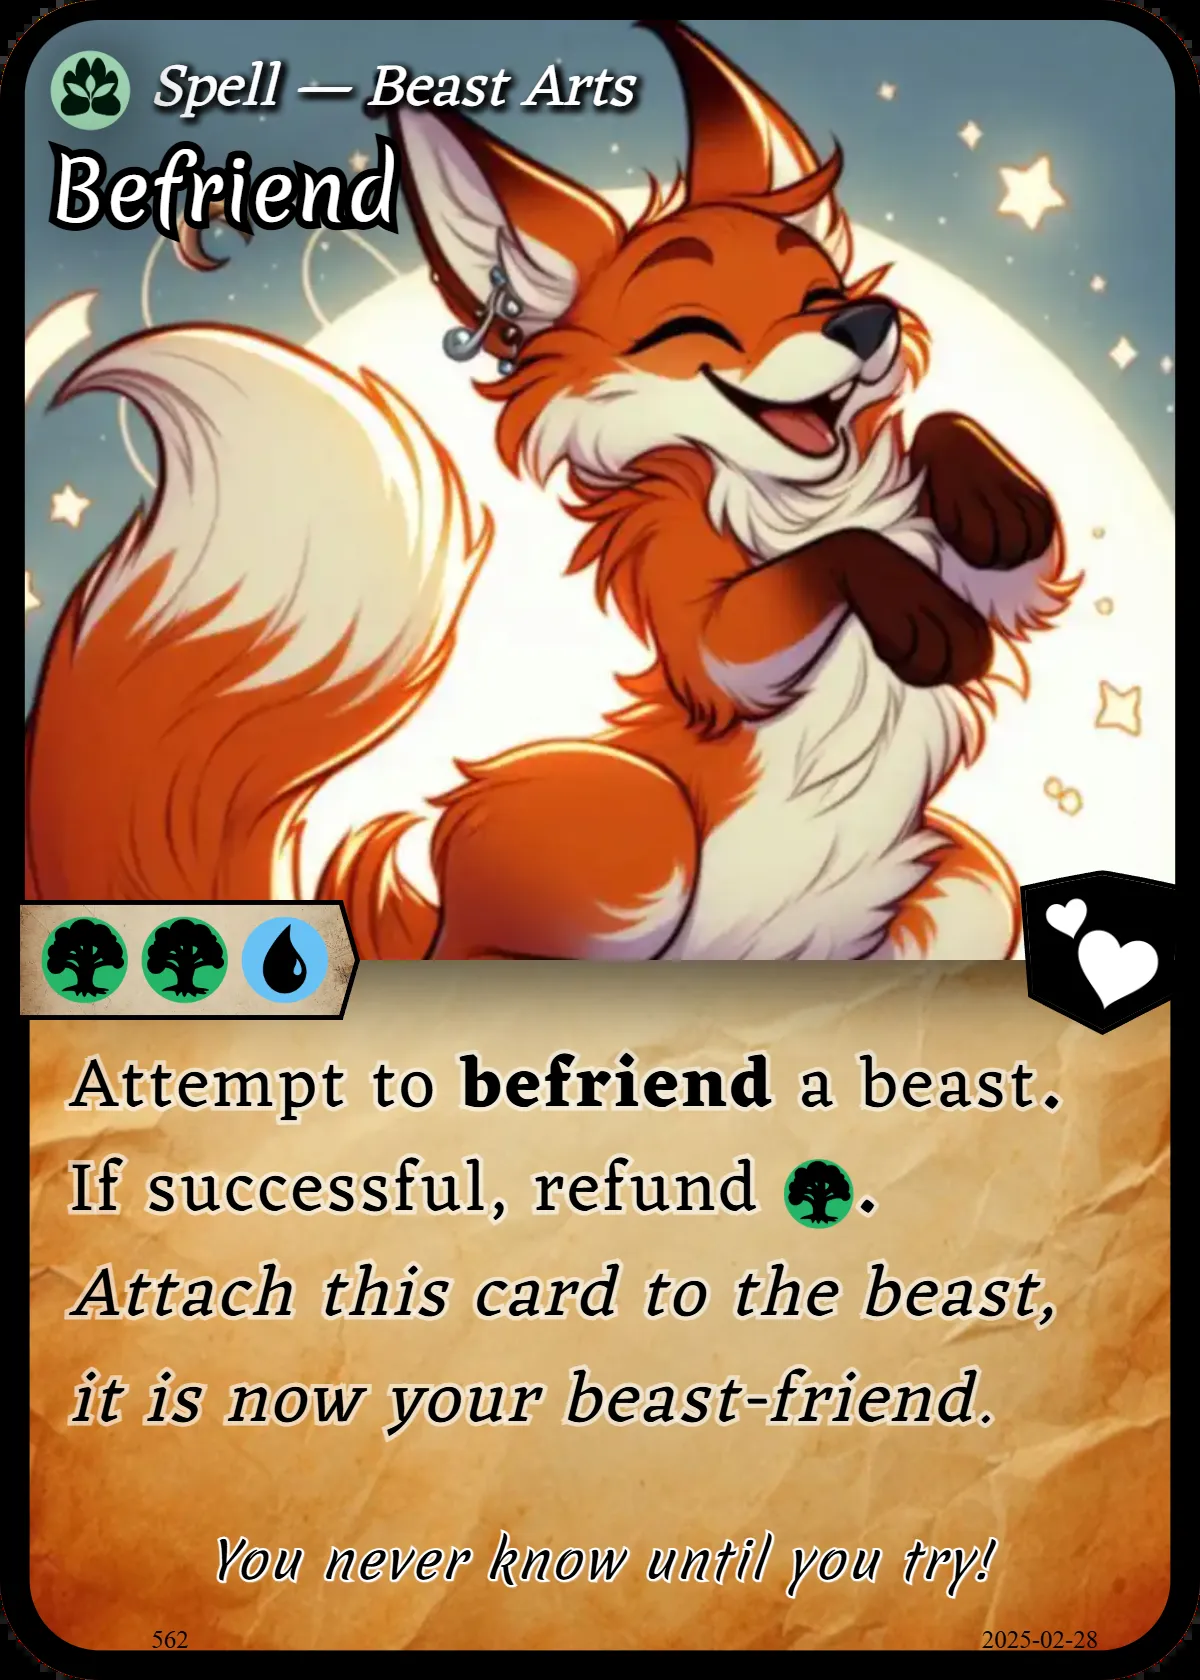 Spell — Beast Arts
Befriend
Attempt to befriend a beast.
If successful, refund .
Attach this card to the beast,
it is now your beast-friend.
You never know until you try!
562
2025-02-28